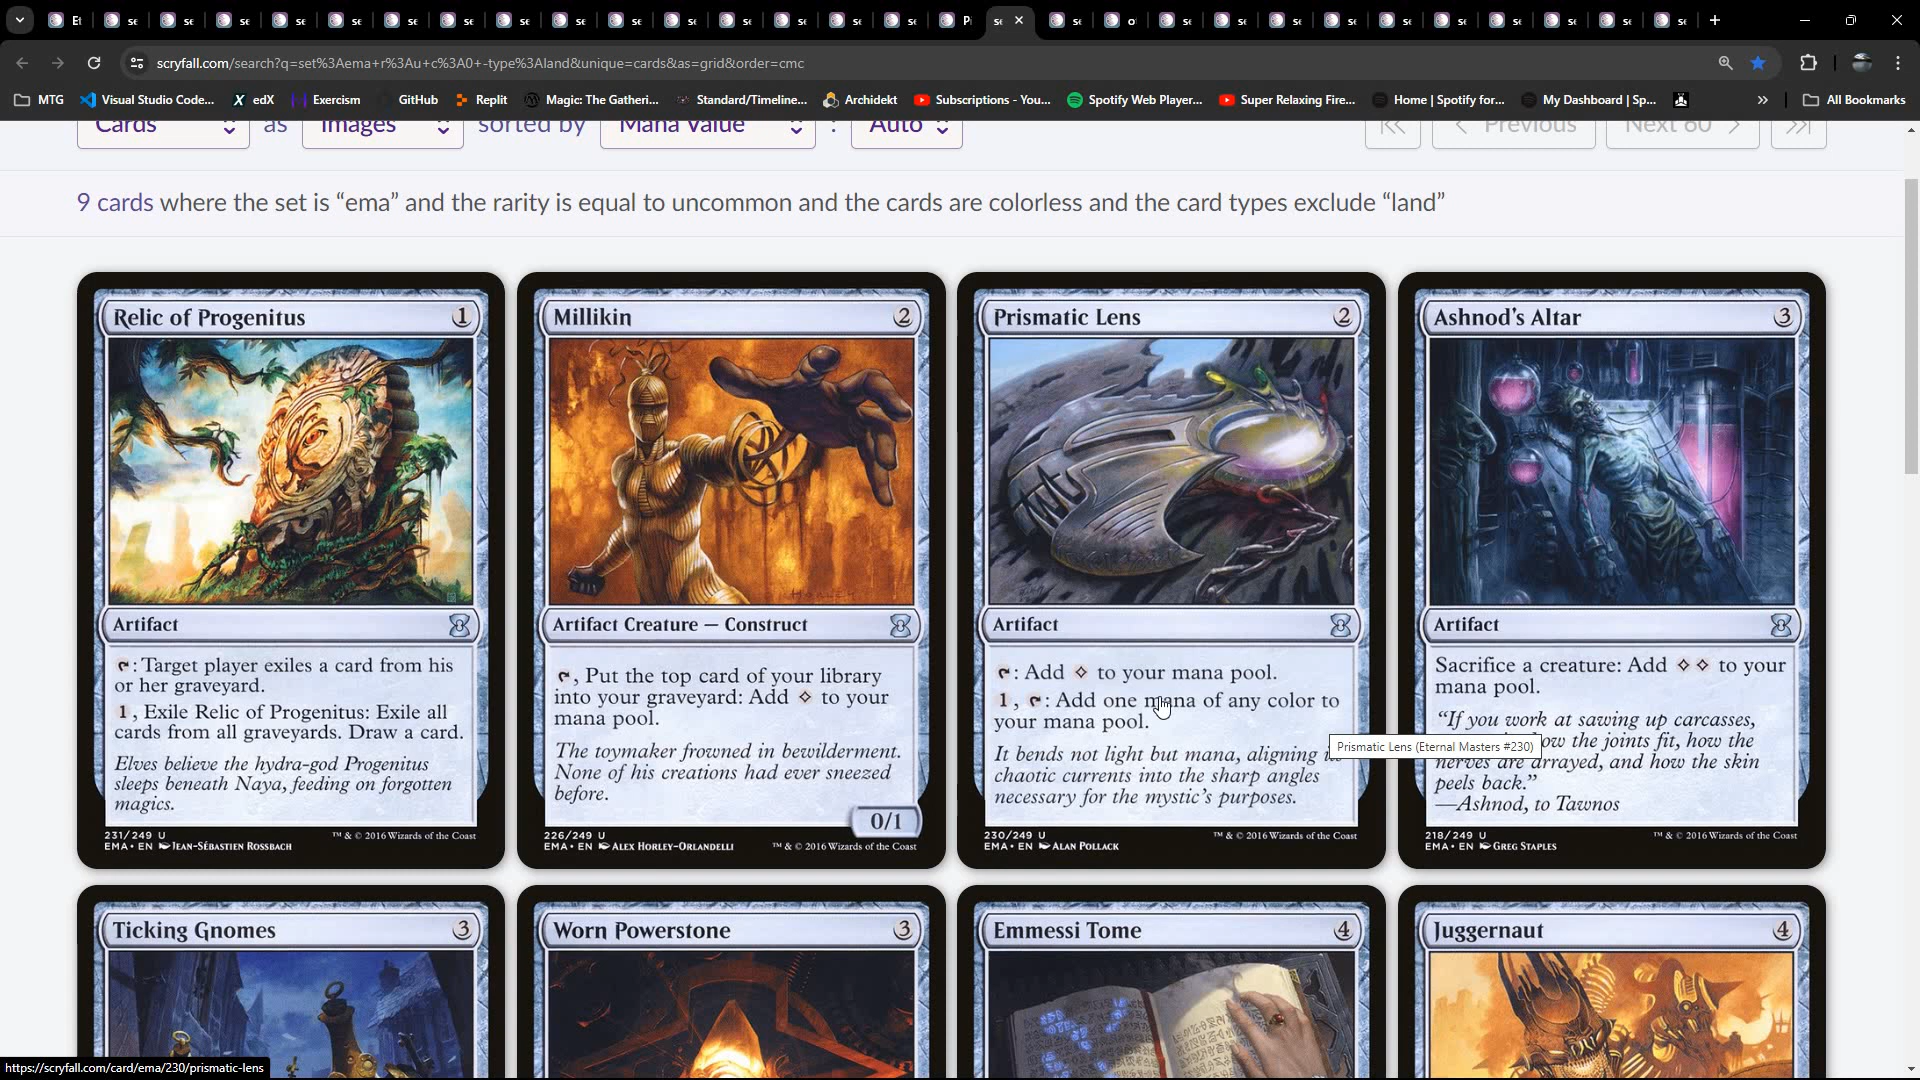 scryfall.com/search?q=set%3Aema+r%3Au+c%3A0+-type%3Aland&unique=cards&as=grid&order=cmc
MTG
Visual Studio Code...
edX
Exercism
GitHub
Replit
Magic: The Gatheri...
Standard/Timeline...
Archidekt
Subscriptions - You...
Spotify Web Player...
Super Relaxing Fire...
Home | Spotify for...
My Dashboard | Sp...
All Bookmarks
Cards as Images sorted by Mana Value : Auto
Previous
Next 60
9 cards where the set is “ema” and the rarity is equal to uncommon and the cards are colorless and the card types exclude “land”
Relic of Progenitus 1
Artifact
: Target player exiles a card from his
or her graveyard.
1, Exile Relic of Progenitus: Exile all
cards from all graveyards. Draw a card.
Elves believe the hydra-god Progenitus
sleeps beneath Naya, feeding on forgotten
magics.
231/249 U
EMA • EN Jean-Sébastien Rossbach
™ & © 2016 Wizards of the Coast
Millikin 2
Artifact Creature — Construct
, Put the top card of your library
into your graveyard: Add to your
mana pool.
The toymaker frowned in bewilderment.
None of his creations had ever sneezed
before.
0/1
226/249 U
EMA • EN Alex Horley-Orlandelli
™ & © 2016 Wizards of the Coast
Prismatic Lens 2
Artifact
: Add to your mana pool.
1, : Add one mana of any color to
your mana pool.
It bends not light but mana, aligning
chaotic currents into the sharp angles
necessary for the mystic's purposes.
230/249 U
EMA • EN Alan Pollack
™ & © 2016 Wizards of the Coast
Prismatic Lens (Eternal Masters #230)
Ashnod's Altar 3
Artifact
Sacrifice a creature: Add to your
mana pool.
“If you work at sawing up carcasses,
how the joints fit, how the
nerves are arrayed, and how the skin
peels back.”
—Ashnod, to Tawnos
218/249 U
EMA • EN Greg Staples
™ & © 2016 Wizards of the Coast
Ticking Gnomes 3
Worn Powerstone 3
Emmessi Tome 4
Juggernaut 4
https://scryfall.com/card/ema/230/prismatic-lens